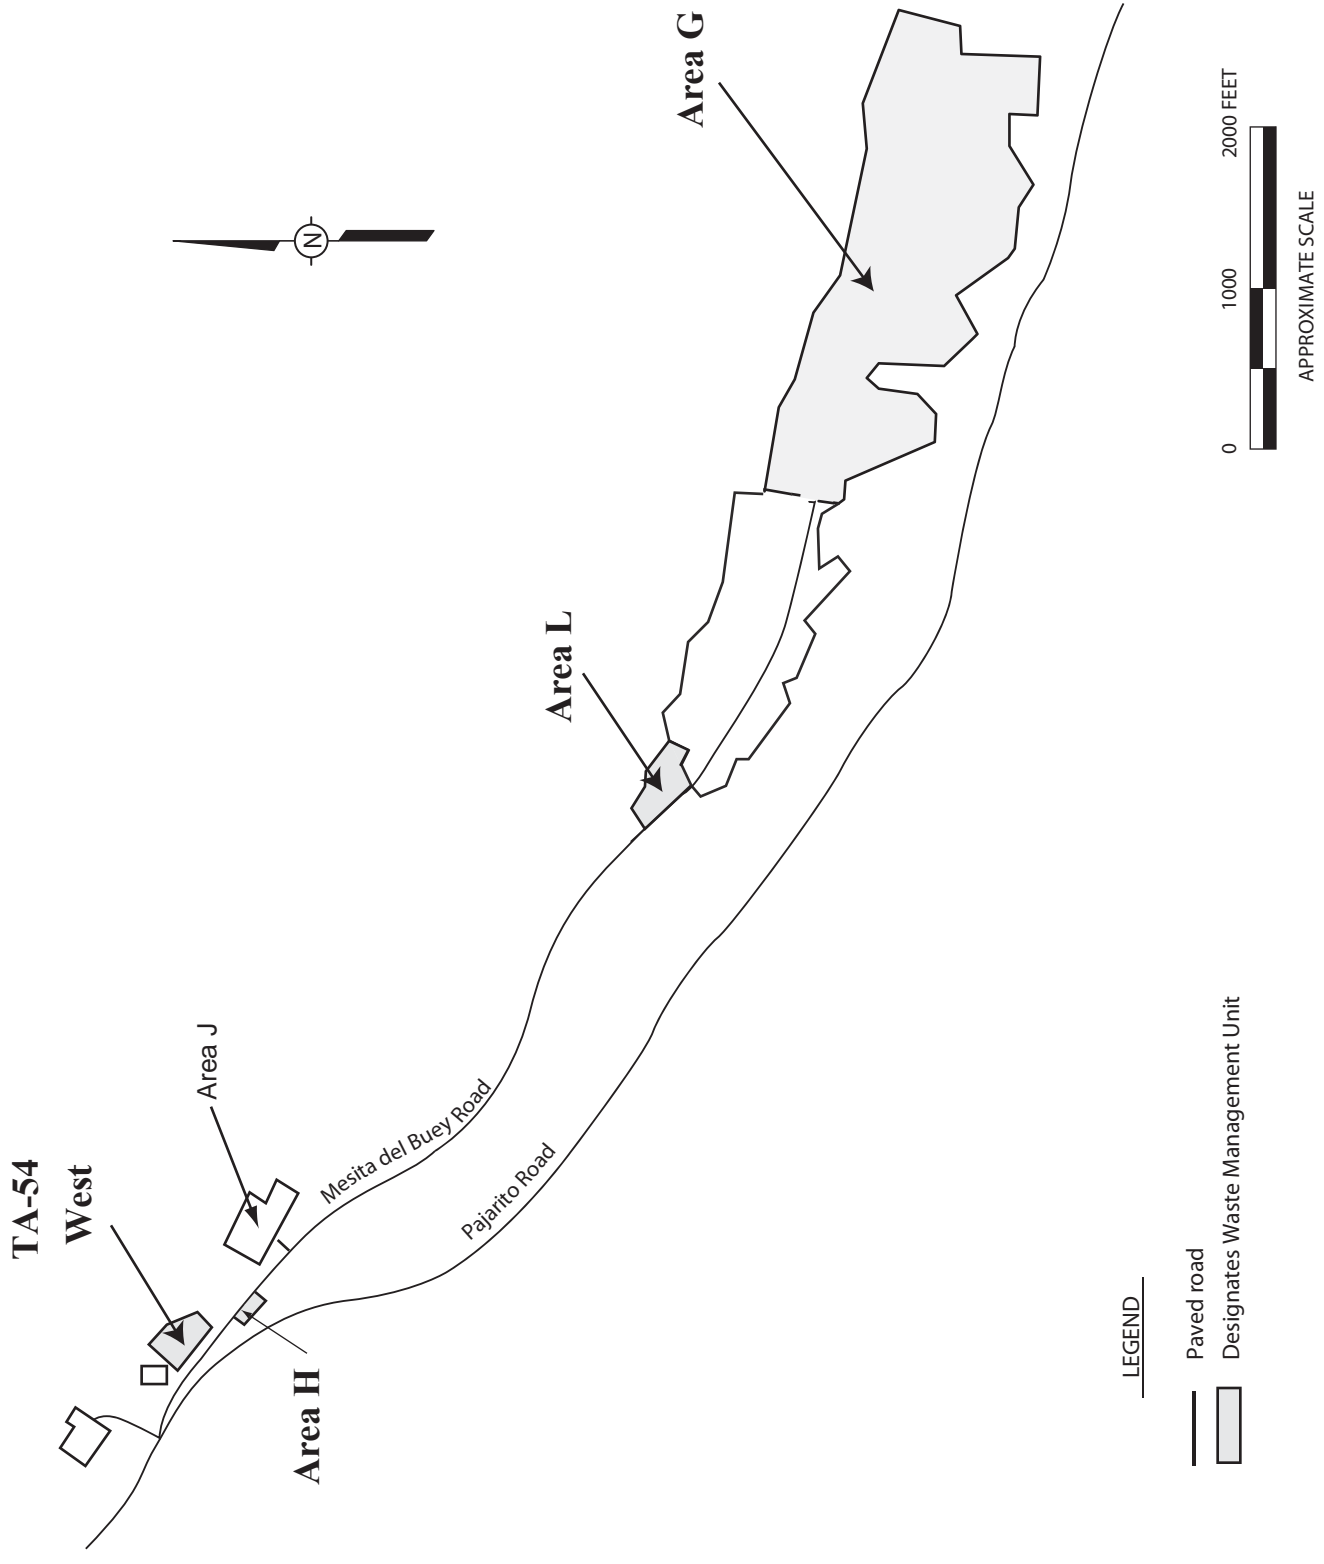 TA-54
West
Area J
Area H
Mesita del Buey Road
Pajarito Road
Area L
Area G
N
LEGEND
Paved road
Designates Waste Management Unit
0 1000 2000 FEET
APPROXIMATE SCALE